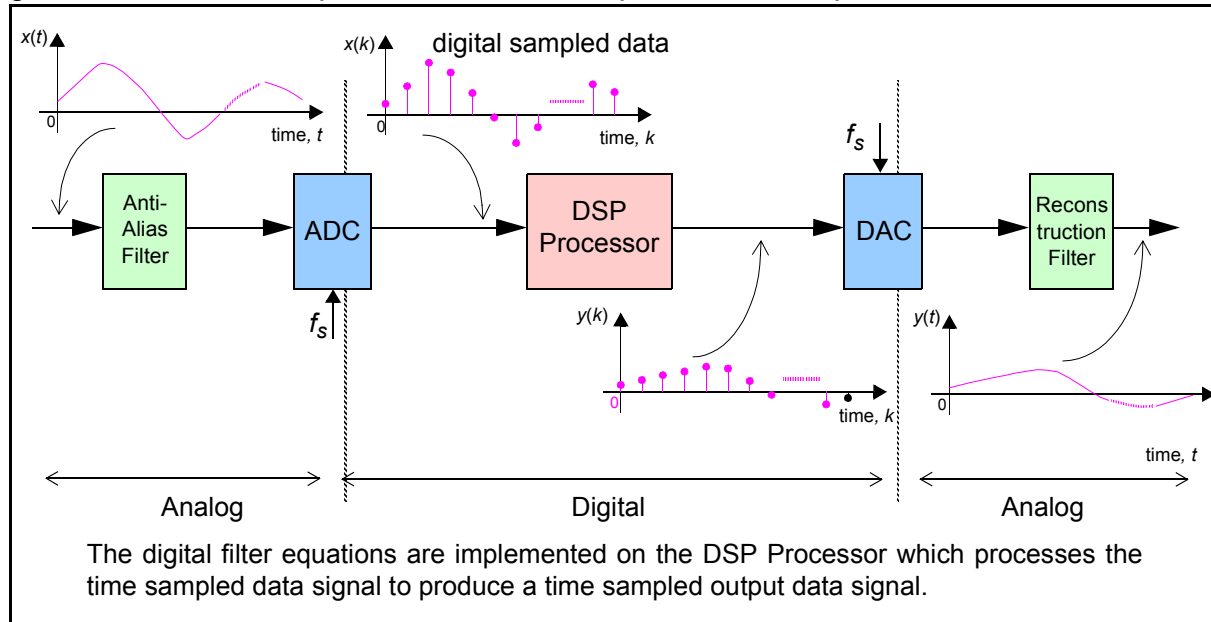 x(t)
0
time, t
x(k)
digital sampled data
0
time, k
Anti-
Alias
Filter
ADC
fs
DSP
Processor
fs
DAC
Recons
truction
Filter
y(k)
0
time, k
y(t)
0
time, t
Analog
Digital
Analog
The digital filter equations are implemented on the DSP Processor which processes the
time sampled data signal to produce a time sampled output data signal.